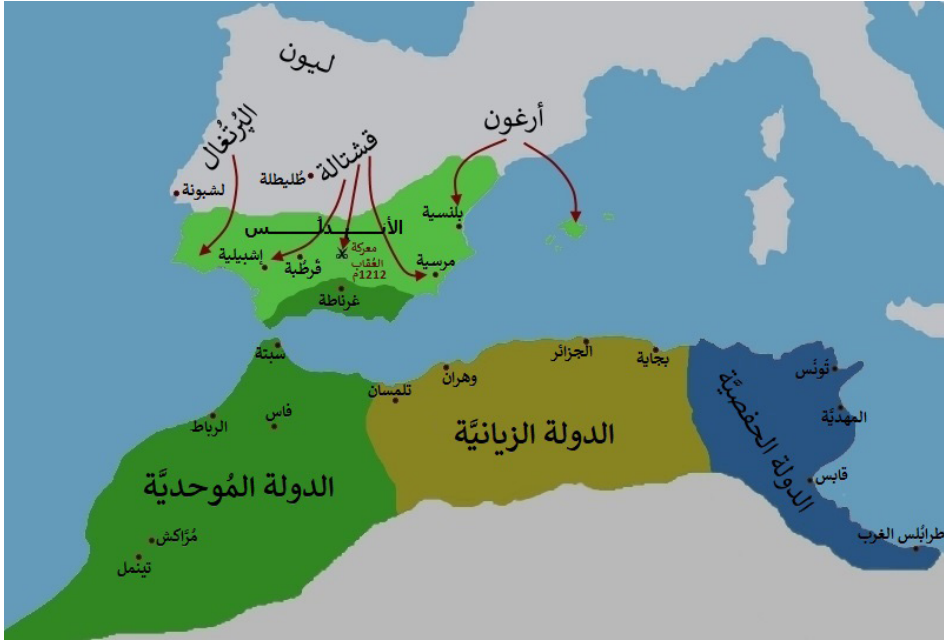 ليون
أرغون
الپُرتُغال
قشتالة
طُليطلة
لشبونة
بلنسية
الأنـــدلـــس
معركة
العُقاب
1212م
إشبيلية
قُرطُبة
مرسية
غرناطة
سبتة
الجزائر
بجاية
تُونَس
وهران
تلمسان
المهديَّة
فاس
الرباط
الدولة الزيانيَّة
الدولة الحفصيَّة
قابس
الدولة المُوحديَّة
مُرَّاكش
طرابُلس الغرب
تينمل